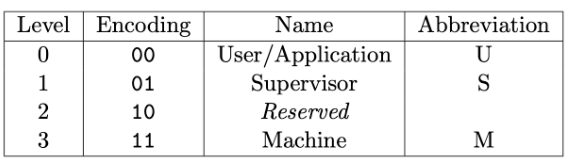 Level Encoding Name Abbreviation
0 00 User/Application U
1 01 Supervisor S
2 10 Reserved
3 11 Machine M